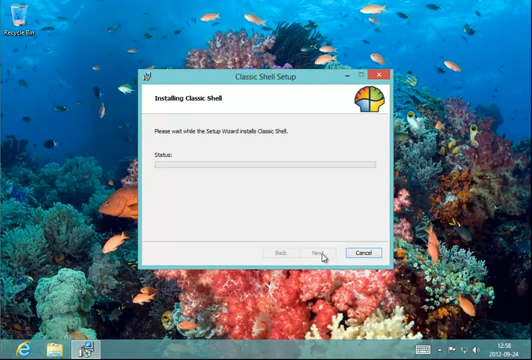 Recycle Bin
Classic Shell Setup
Installing Classic Shell
Please wait while the Setup Wizard installs Classic Shell.
Status:
Back
Next
Cancel
12:58
2012-09-24